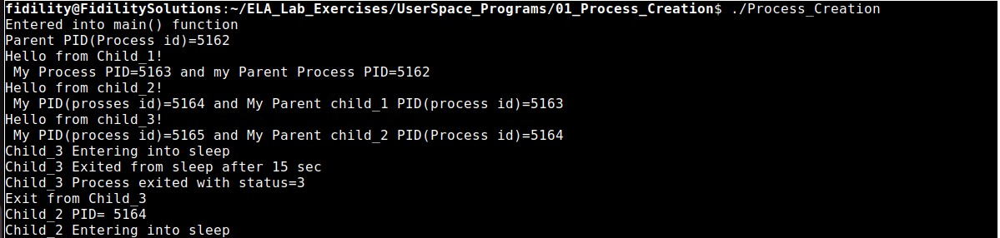 fidility@FidilitySolutions:~/ELA_Lab_Exercises/UserSpace_Programs/01_Process_Creation$ ./Process_Creation
Entered into main() function
Parent PID(Process id)=5162
Hello from Child_1!
 My Process PID=5163 and my Parent Process PID=5162
Hello from child_2!
 My PID(prosses id)=5164 and My Parent child_1 PID(process id)=5163
Hello from child_3!
 My PID(process id)=5165 and My Parent child_2 PID(Process id)=5164
Child_3 Entering into sleep
Child_3 Exited from sleep after 15 sec
Child_3 Process exited with status=3
Exit from Child_3
Child_2 PID= 5164
Child_2 Entering into sleep